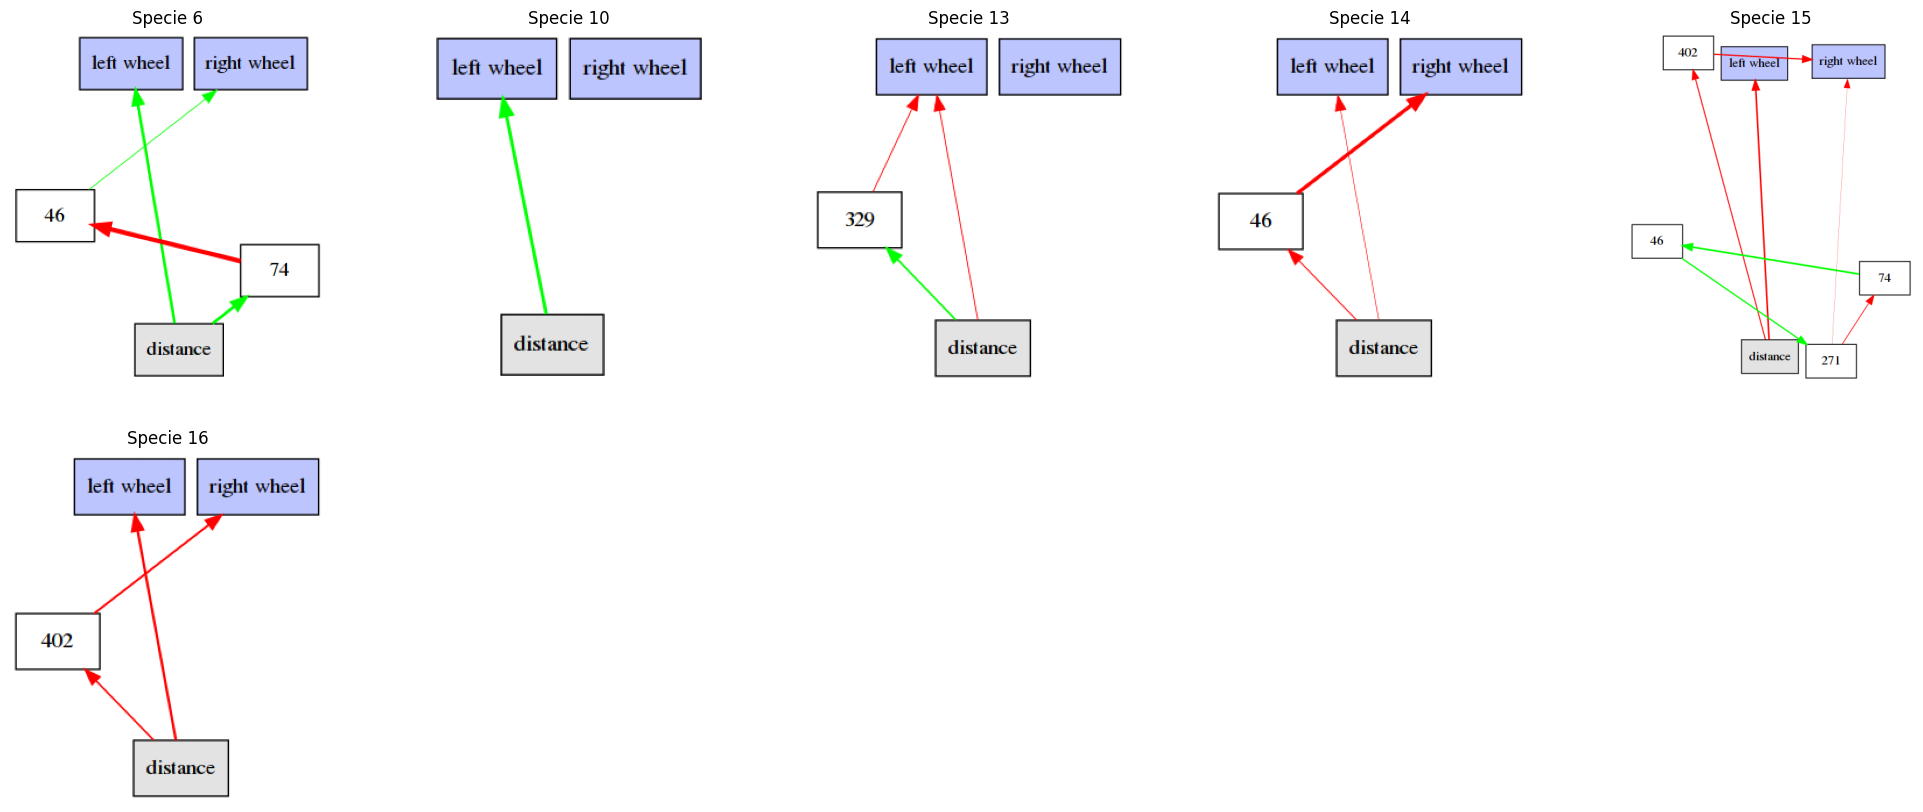 Specie 6
left wheel
right wheel
46
74
distance
Specie 10
left wheel
right wheel
distance
Specie 13
left wheel
right wheel
329
distance
Specie 14
left wheel
right wheel
46
distance
Specie 15
402
left wheel
right wheel
46
74
distance
271
Specie 16
left wheel
right wheel
402
distance